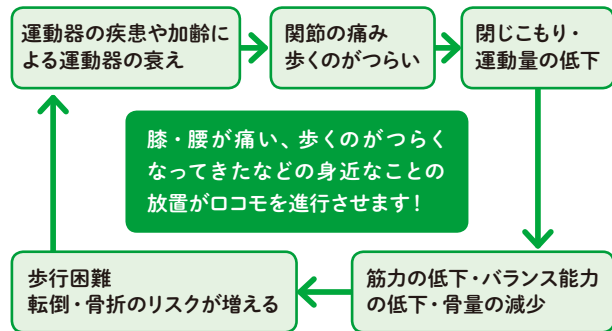 運動器の疾患や加齢に
よる運動器の衰え
関節の痛み
歩くのがつらい
閉じこもり・
運動量の低下
膝・腰が痛い、歩くのがつらく
なってきたなどの身近なことの
放置がロコモを進行させます!
歩行困難
転倒・骨折のリスクが増える
筋力の低下・バランス能力
の低下・骨量の減少